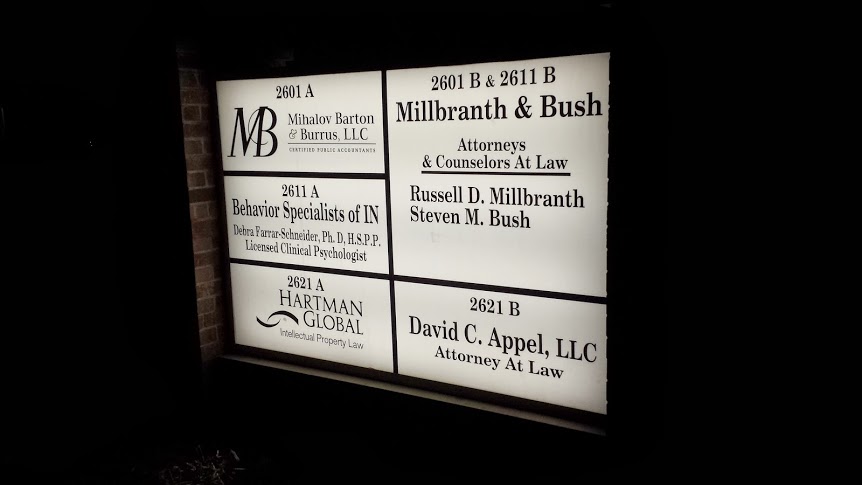 2601 A
MB
Mihalov Barton
& Burrus, LLC
CERTIFIED PUBLIC ACCOUNTANTS
2611 A
Behavior Specialists of IN
Debra Farrar-Schneider, Ph. D, H.S.P.P.
Licensed Clinical Psychologist
2621 A
HARTMAN
GLOBAL
Intellectual Property Law
2601 B & 2611 B
Millbranth & Bush
Attorneys
& Counselors At Law
Russell D. Millbranth
Steven M. Bush
2621 B
David C. Appel, LLC
Attorney At Law